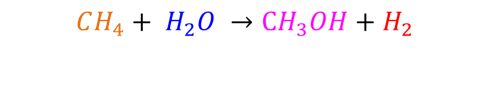 CH₄ + H₂O → CH₃OH + H₂